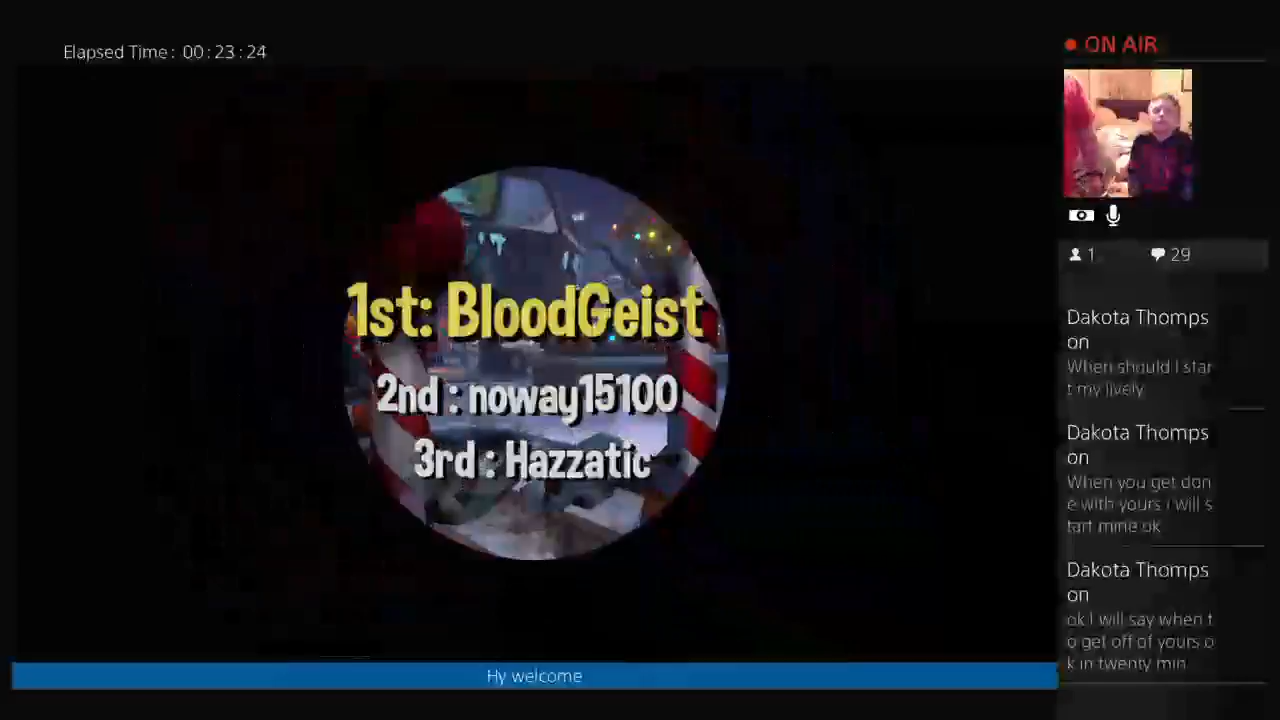 Elapsed Time: 00:23:24
ON AIR
1
29
1st: BloodGeist
2nd : noway15100
3rd : Hazzatic
Dakota Thomps
on
When should I star
t my lively
Dakota Thomps
on
When you get don
e with yours i will s
tart mine ok
Dakota Thomps
on
ok I will say when t
o get off of yours o
k in twenty min
Hy welcome